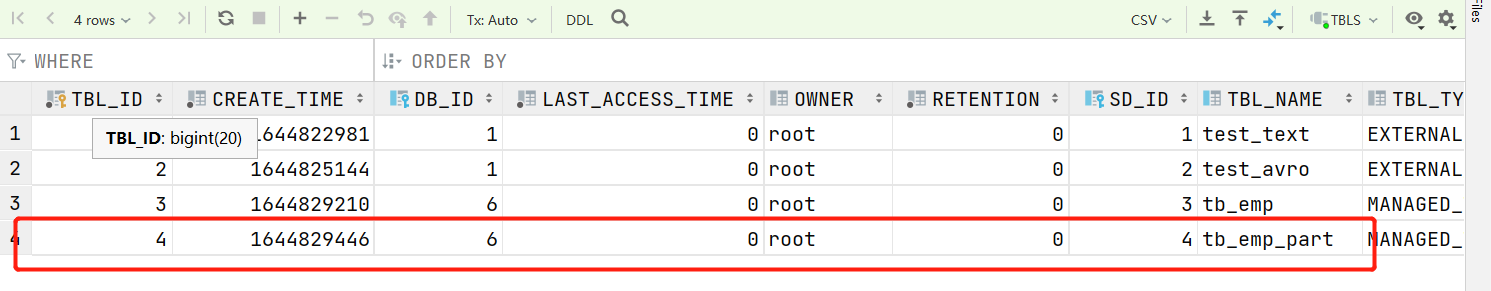 4 rows Tx: Auto DDL CSV TBLS
Files
WHERE ORDER BY
TBL_ID CREATE_TIME DB_ID LAST_ACCESS_TIME OWNER RETENTION SD_ID TBL_NAME TBL_TY
1 1644822981 1 0 root 0 1 test_text EXTERNAL
TBL_ID: bigint(20)
2 2 1644825144 1 0 root 0 2 test_avro EXTERNAL
3 3 1644829210 6 0 root 0 3 tb_emp MANAGED_
4 4 1644829446 6 0 root 0 4 tb_emp_part MANAGED_